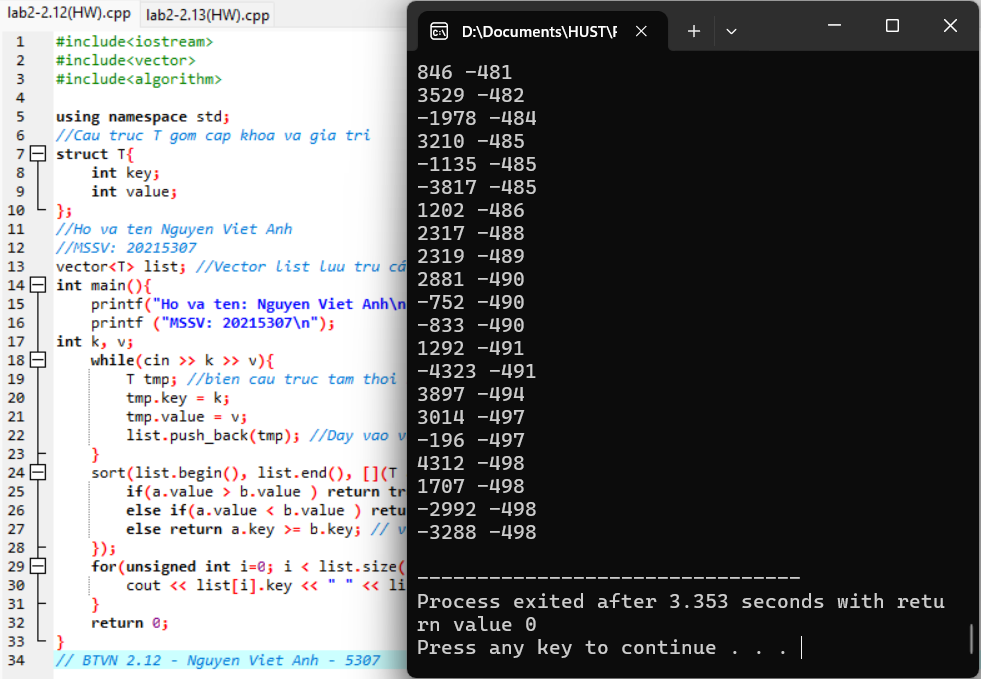 lab2-2.12(HW).cpp lab2-2.13(HW).cpp
1 #include<iostream>
2 #include<vector>
3 #include<algorithm>
4
5 using namespace std;
6 //Cau truc T gom cap khoa va gia tri
7 struct T{
8 int key;
9 int value;
10 };
11 //Ho va ten Nguyen Viet Anh
12 //MSSV: 20215307
13 vector<T> list; //Vector list luu tru cá
14 int main(){
15 printf("Ho va ten: Nguyen Viet Anh\n
16 printf ("MSSV: 20215307\n");
17 int k, v;
18 while(cin >> k >> v){
19 T tmp; //bien cau truc tam thoi
20 tmp.key = k;
21 tmp.value = v;
22 list.push_back(tmp); //Day vao v
23 }
24 sort(list.begin(), list.end(), [](T
25 if(a.value > b.value ) return tr
26 else if(a.value < b.value ) retu
27 else return a.key >= b.key; // v
28 });
29 for(unsigned int i=0; i < list.size(
30 cout << list[i].key << " " << li
31 }
32 return 0;
33 }
34 // BTVN 2.12 - Nguyen Viet Anh - 5307
D:\Documents\HUST\F
846 -481
3529 -482
-1978 -484
3210 -485
-1135 -485
-3817 -485
1202 -486
2317 -488
2319 -489
2881 -490
-752 -490
-833 -490
1292 -491
-4323 -491
3897 -494
3014 -497
-196 -497
4312 -498
1707 -498
-2992 -498
-3288 -498
--------------------------------
Process exited after 3.353 seconds with retu
rn value 0
Press any key to continue . . .